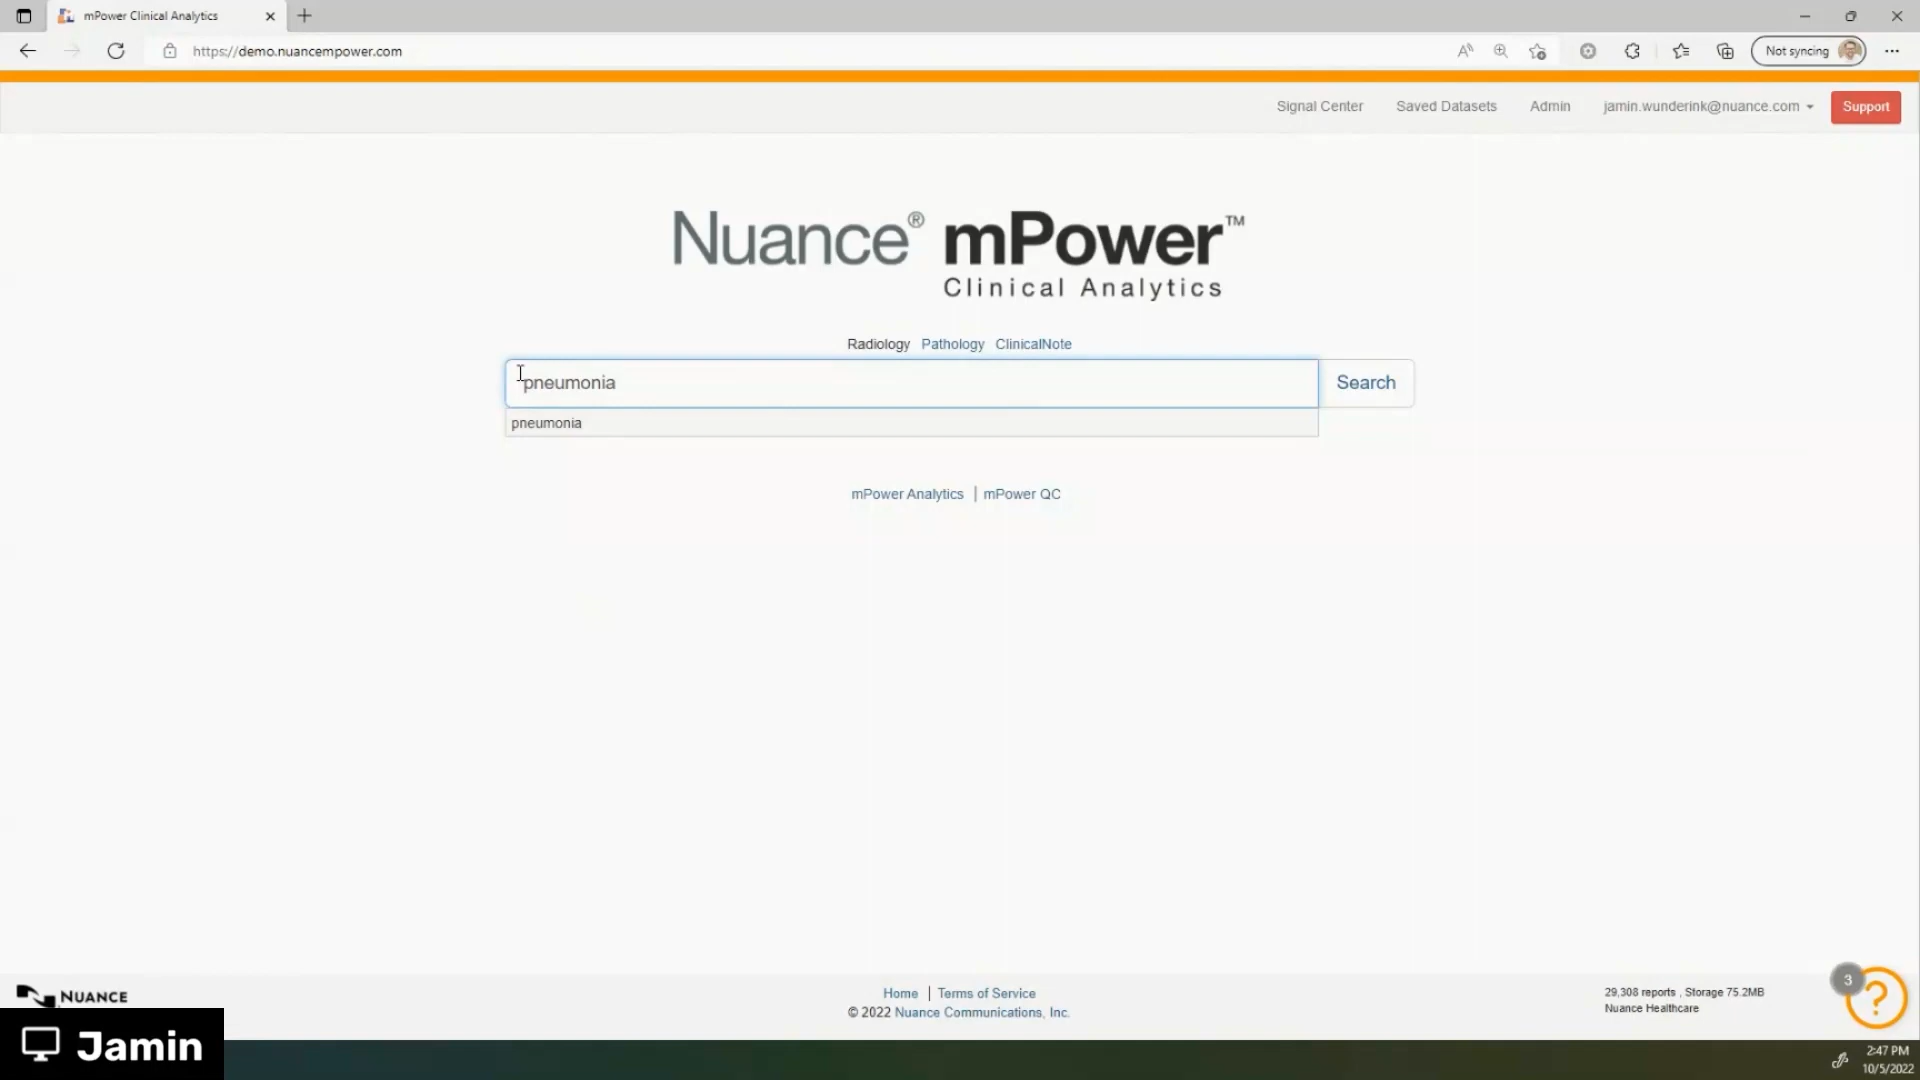 mPower Clinical Analytics
https://demo.nuancempower.com
Not syncing
Signal Center Saved Datasets Admin jamin.wunderink@nuance.com Support
Nuance® mPower™
Clinical Analytics
Radiology Pathology ClinicalNote
pneumonia Search
pneumonia
mPower Analytics | mPower QC
NUANCE
Home | Terms of Service
© 2022 Nuance Communications, Inc.
29,308 reports , Storage 75.2MB
Nuance Healthcare
3
?
Jamin
2:47 PM
10/5/2022